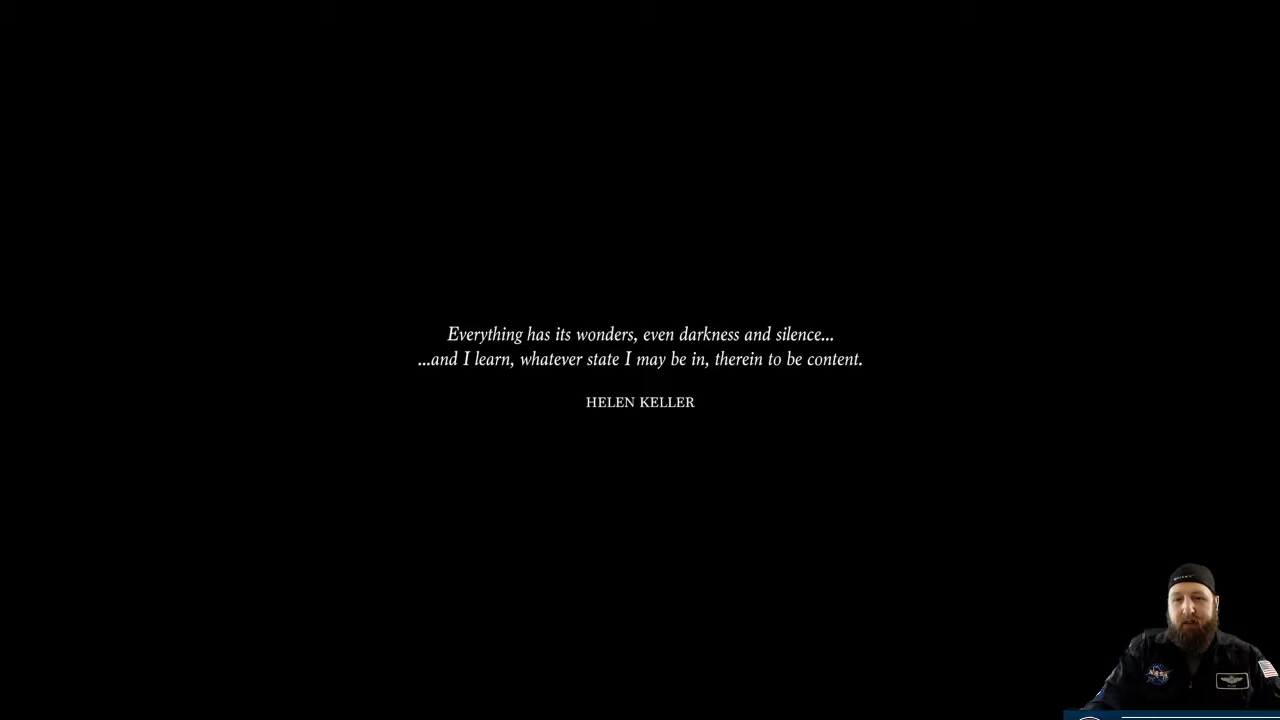 Everything has its wonders, even darkness and silence...
...and I learn, whatever state I may be in, therein to be content.
HELEN KELLER
NASA